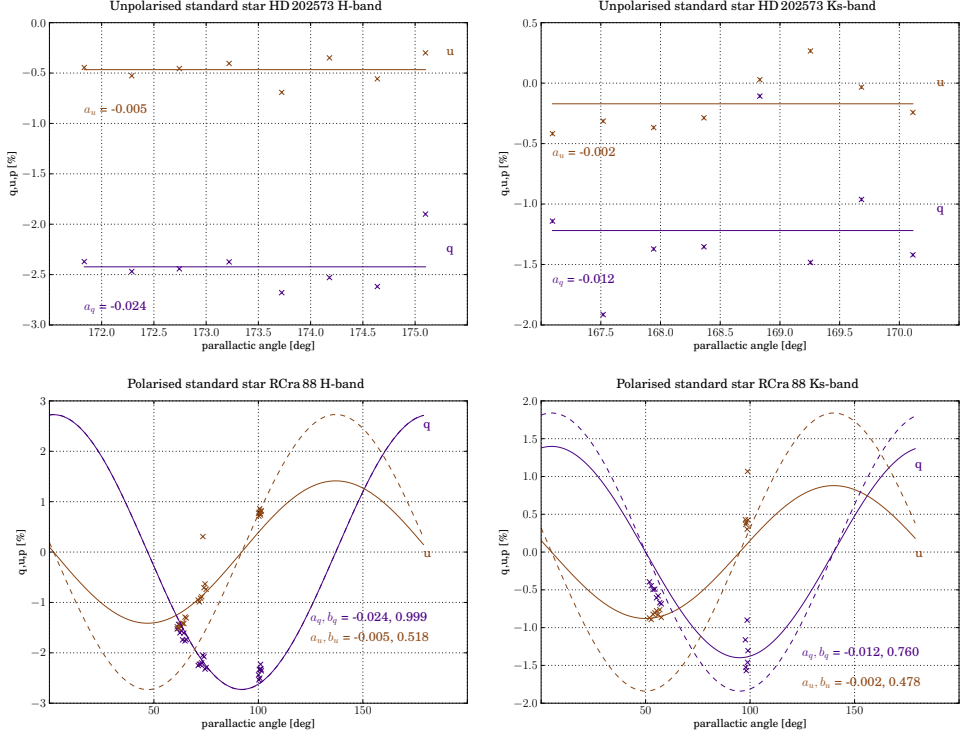 Unpolarised standard star HD 202573 H-band
0.0
−0.5
−1.0
−1.5
−2.0
−2.5
−3.0
q,u,p [%]
u
a_u = -0.005
q
a_q = -0.024
172.0 172.5 173.0 173.5 174.0 174.5 175.0
parallactic angle [deg]
Unpolarised standard star HD 202573 Ks-band
0.5
0.0
−0.5
−1.0
−1.5
−2.0
q,u,p [%]
u
a_u = -0.002
q
a_q = -0.012
167.5 168.0 168.5 169.0 169.5 170.0
parallactic angle [deg]
Polarised standard star RCra 88 H-band
3
2
1
0
−1
−2
−3
q,u,p [%]
q
u
a_q, b_q = -0.024, 0.999
a_u, b_u = -0.005, 0.518
50 100 150
parallactic angle [deg]
Polarised standard star RCra 88 Ks-band
2.0
1.5
1.0
0.5
0.0
−0.5
−1.0
−1.5
−2.0
q,u,p [%]
q
u
a_q, b_q = -0.012, 0.760
a_u, b_u = -0.002, 0.478
50 100 150
parallactic angle [deg]